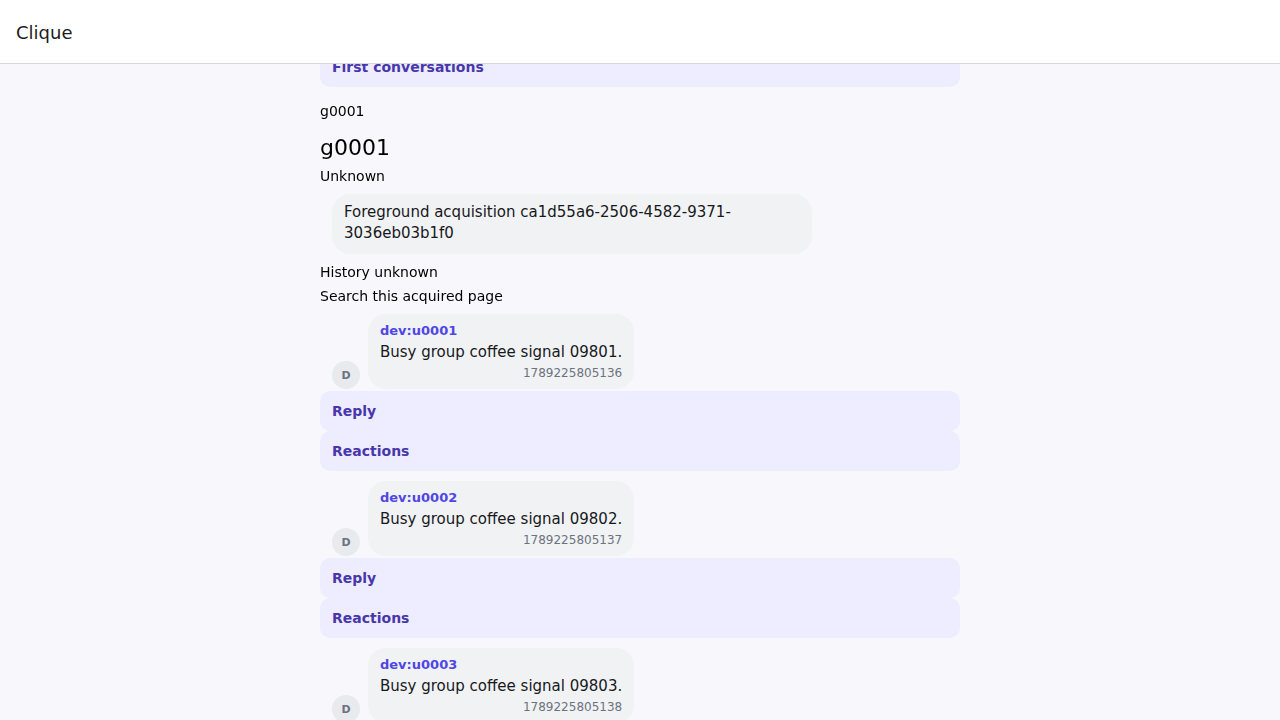 Clique
First conversations
g0001
g0001
Unknown
Foreground acquisition ca1d55a6-2506-4582-9371-
3036eb03b1f0
History unknown
Search this acquired page
dev:u0001
Busy group coffee signal 09801.
D
1789225805136
Reply
Reactions
dev:u0002
Busy group coffee signal 09802.
D
1789225805137
Reply
Reactions
dev:u0003
Busy group coffee signal 09803.
D
1789225805138